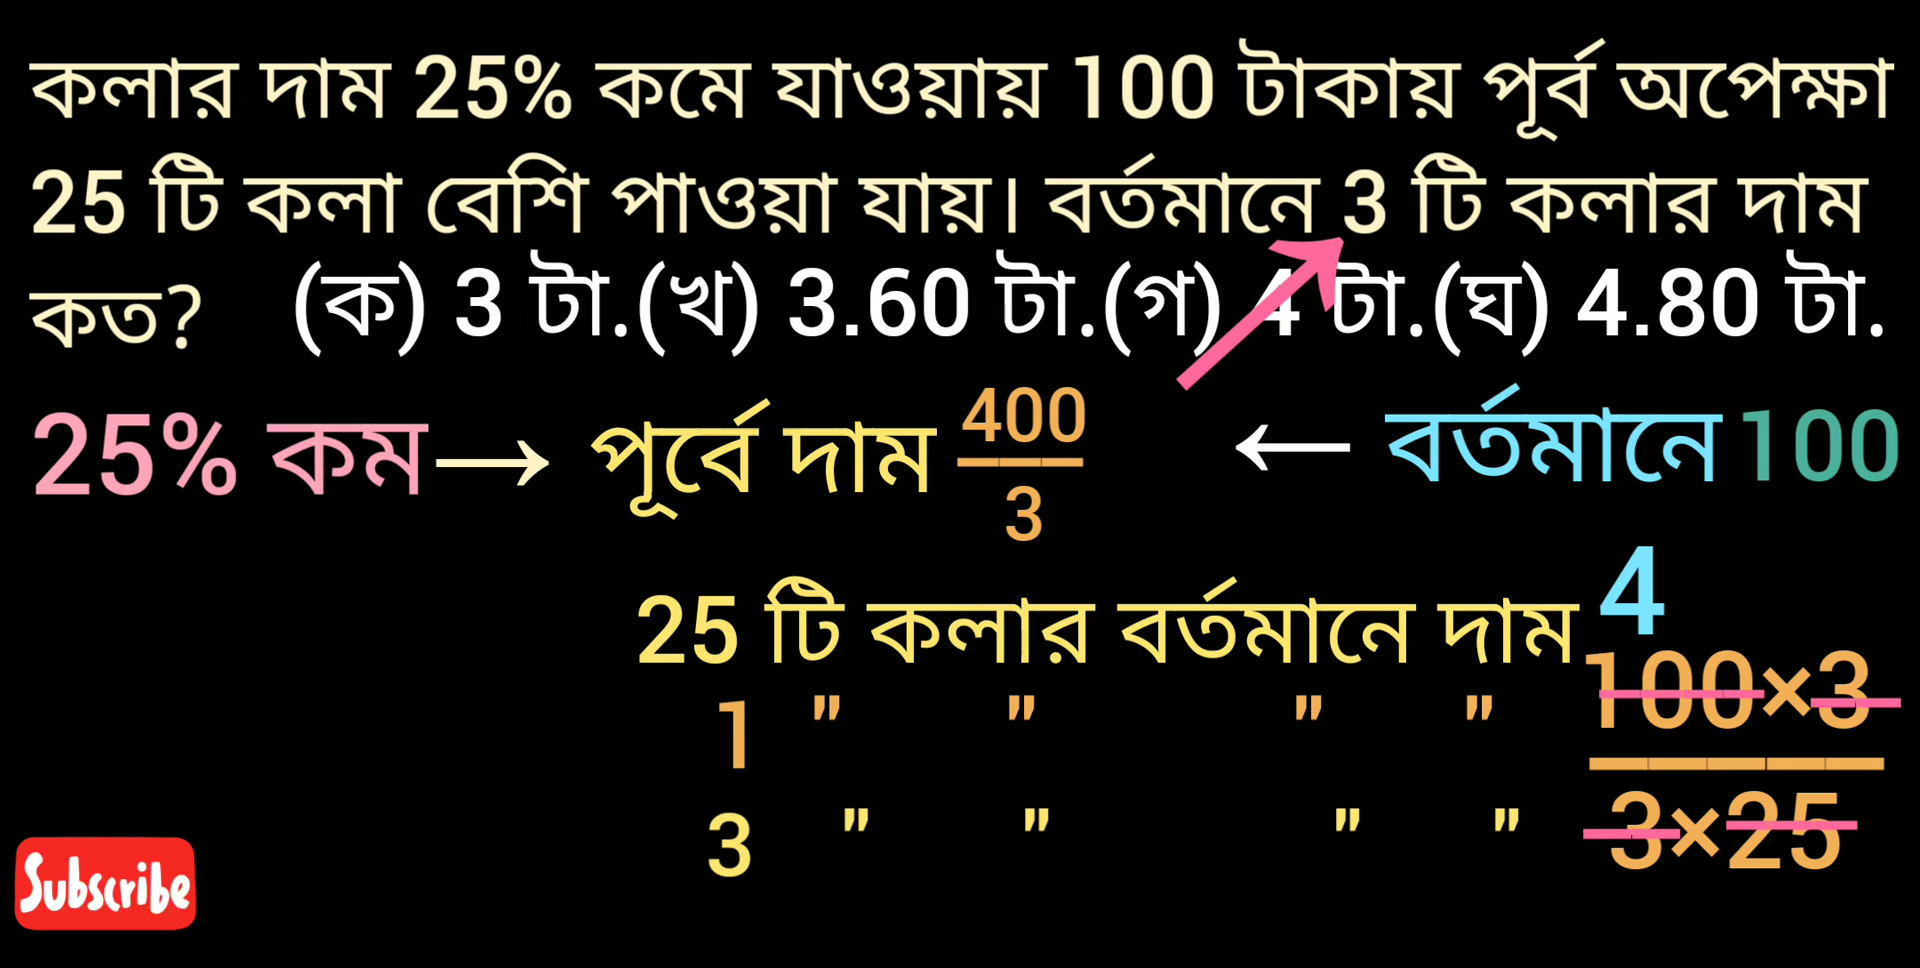 কলার দাম 25% কমে যাওয়ায় 100 টাকায় পূর্ব অপেক্ষা
25 টি কলা বেশি পাওয়া যায়। বর্তমানে 3 টি কলার দাম
কত? (ক) 3 টা.(খ) 3.60 টা.(গ) 4 টা.(ঘ) 4.80 টা.
25% কম→ পূর্বে দাম 400/3 ← বর্তমানে 100
25 টি কলার বর্তমানে দাম 4
1 " " " " 100×3
3 " " " " 3×25
Subscribe